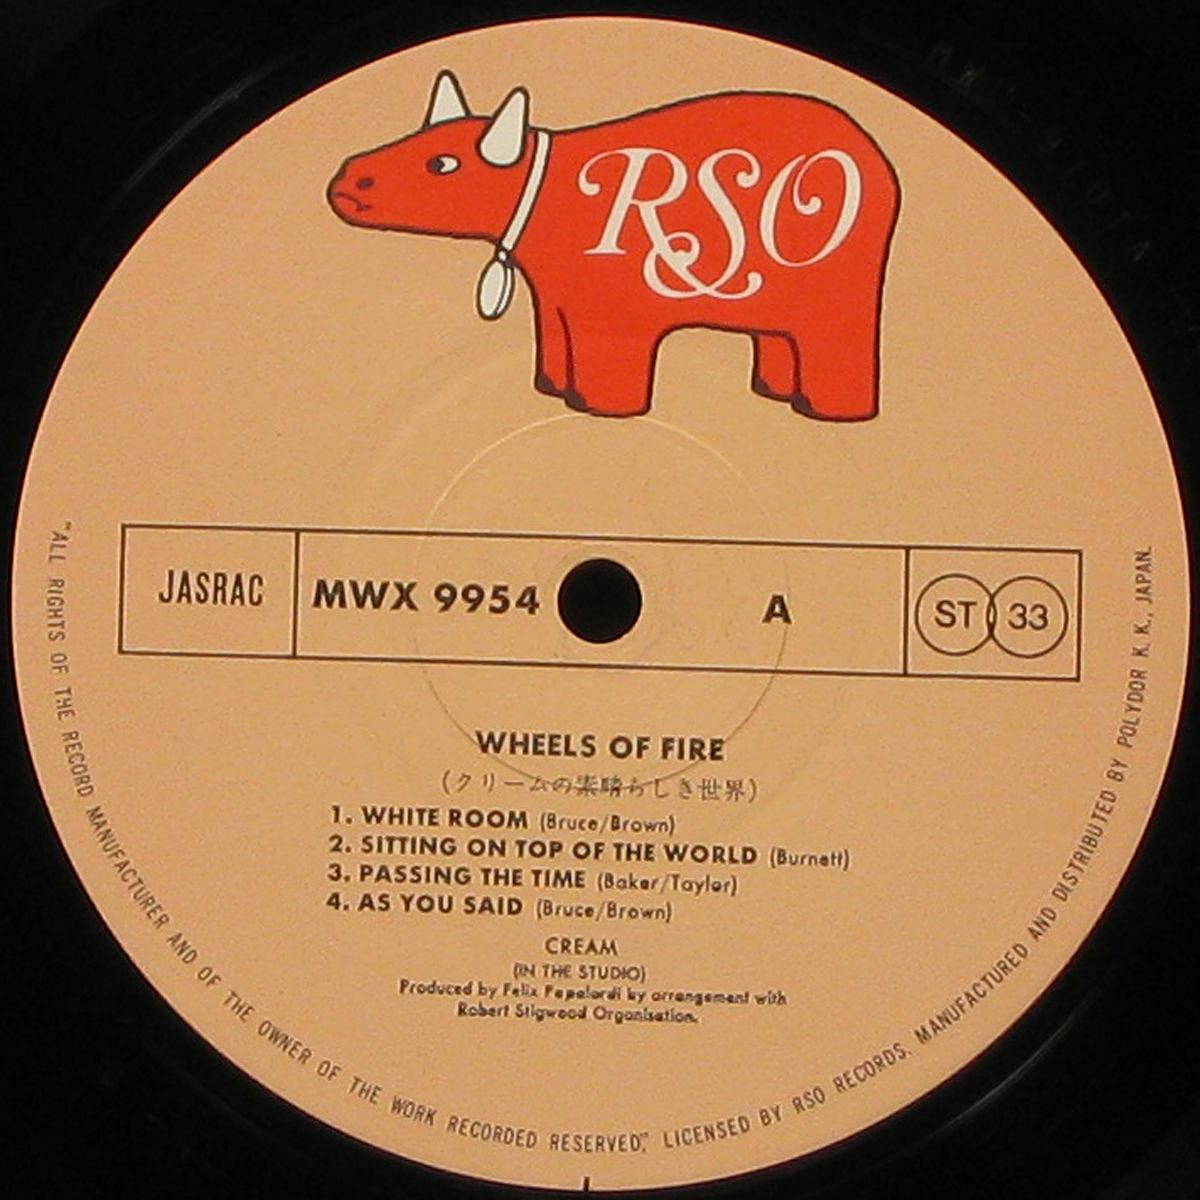 RSO
JASRAC
MWX 9954
A
ST 33
WHEELS OF FIRE
(クリームの素晴らしき世界)
1. WHITE ROOM (Bruce/Brown)
2. SITTING ON TOP OF THE WORLD (Burnett)
3. PASSING THE TIME (Baker/Taylor)
4. AS YOU SAID (Bruce/Brown)
CREAM
(IN THE STUDIO)
Produced by Felix Papalardi by arrangement with
Robert Stigwood Organisation.
"ALL RIGHTS OF THE RECORD MANUFACTURER AND OF THE OWNER OF THE WORK RECORDED RESERVED." LICENSED BY RSO RECORDS. MANUFACTURED AND DISTRIBUTED BY POLYDOR K. K., JAPAN.